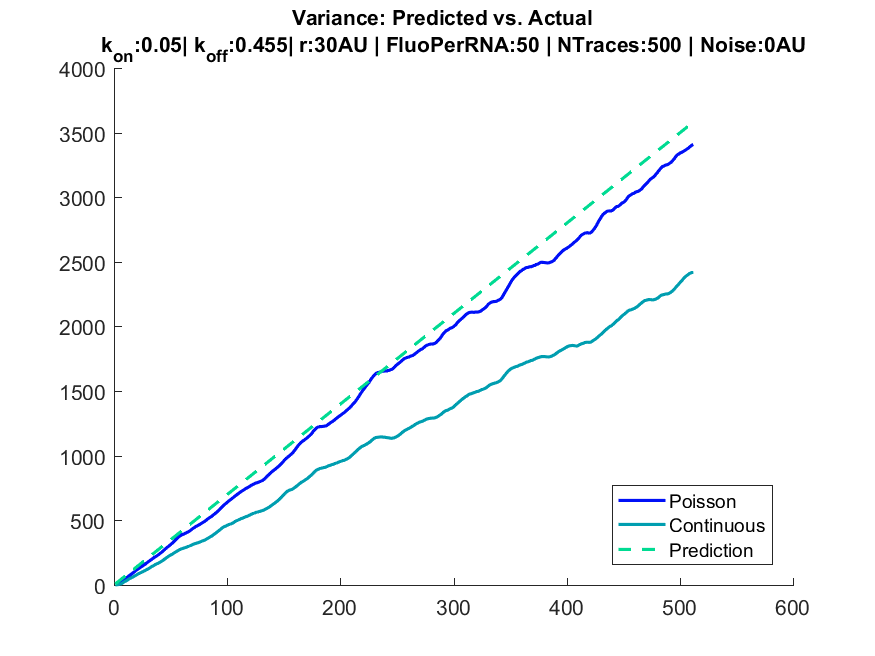 Variance: Predicted vs. Actual
kon:0.05| koff:0.455| r:30AU | FluoPerRNA:50 | NTraces:500 | Noise:0AU
4000
3500
3000
2500
2000
1500
1000
500
0
0 100 200 300 400 500 600
Poisson
Continuous
Prediction